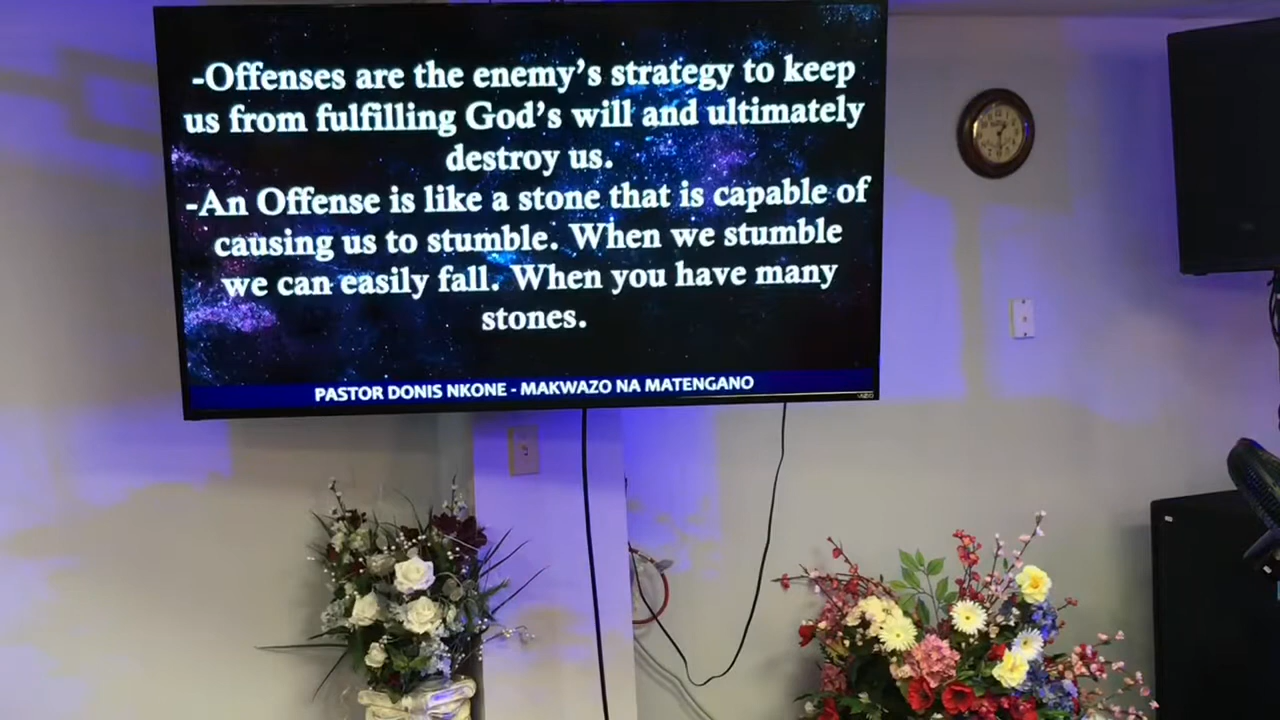 -Offenses are the enemy's strategy to keep
us from fulfilling God's will and ultimately
destroy us.
-An Offense is like a stone that is capable of
causing us to stumble. When we stumble
we can easily fall. When you have many
stones.
PASTOR DONIS NKONE - MAKWAZO NA MATENGANO
VIZIO